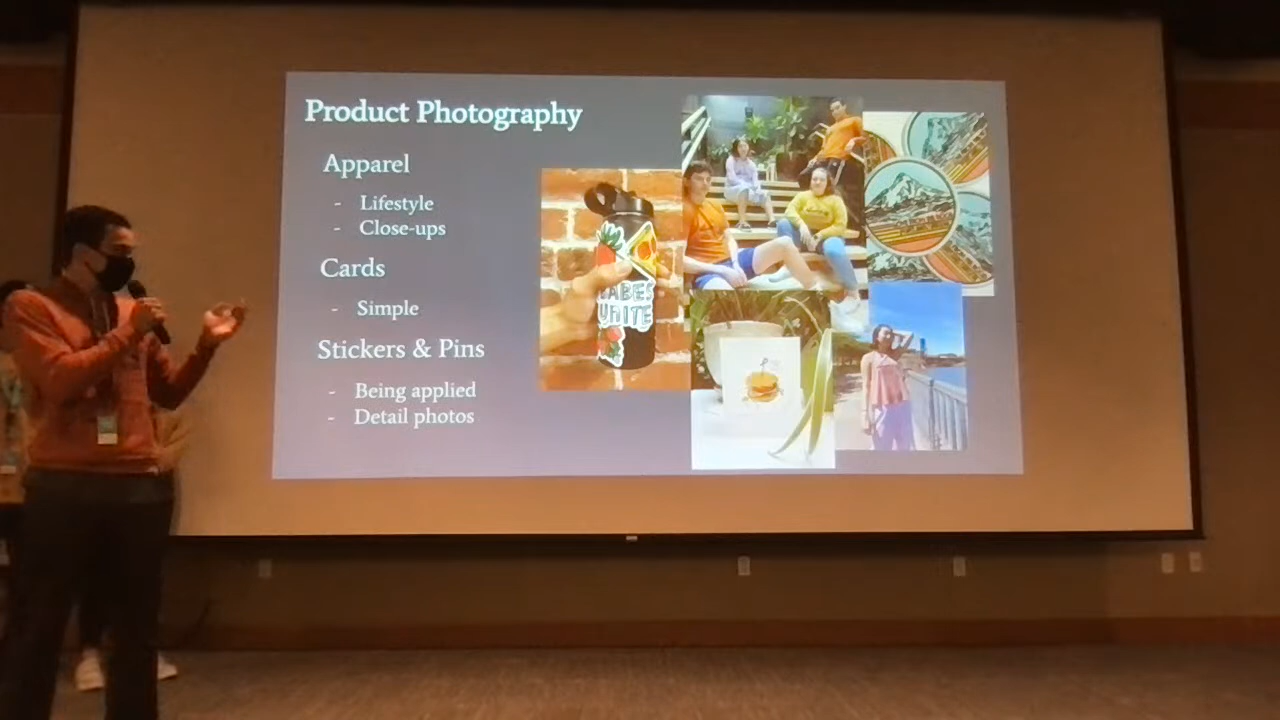 Product Photography
Apparel
- Lifestyle
- Close-ups
Cards
- Simple
Stickers & Pins
- Being applied
- Detail photos
BABES
UNITE